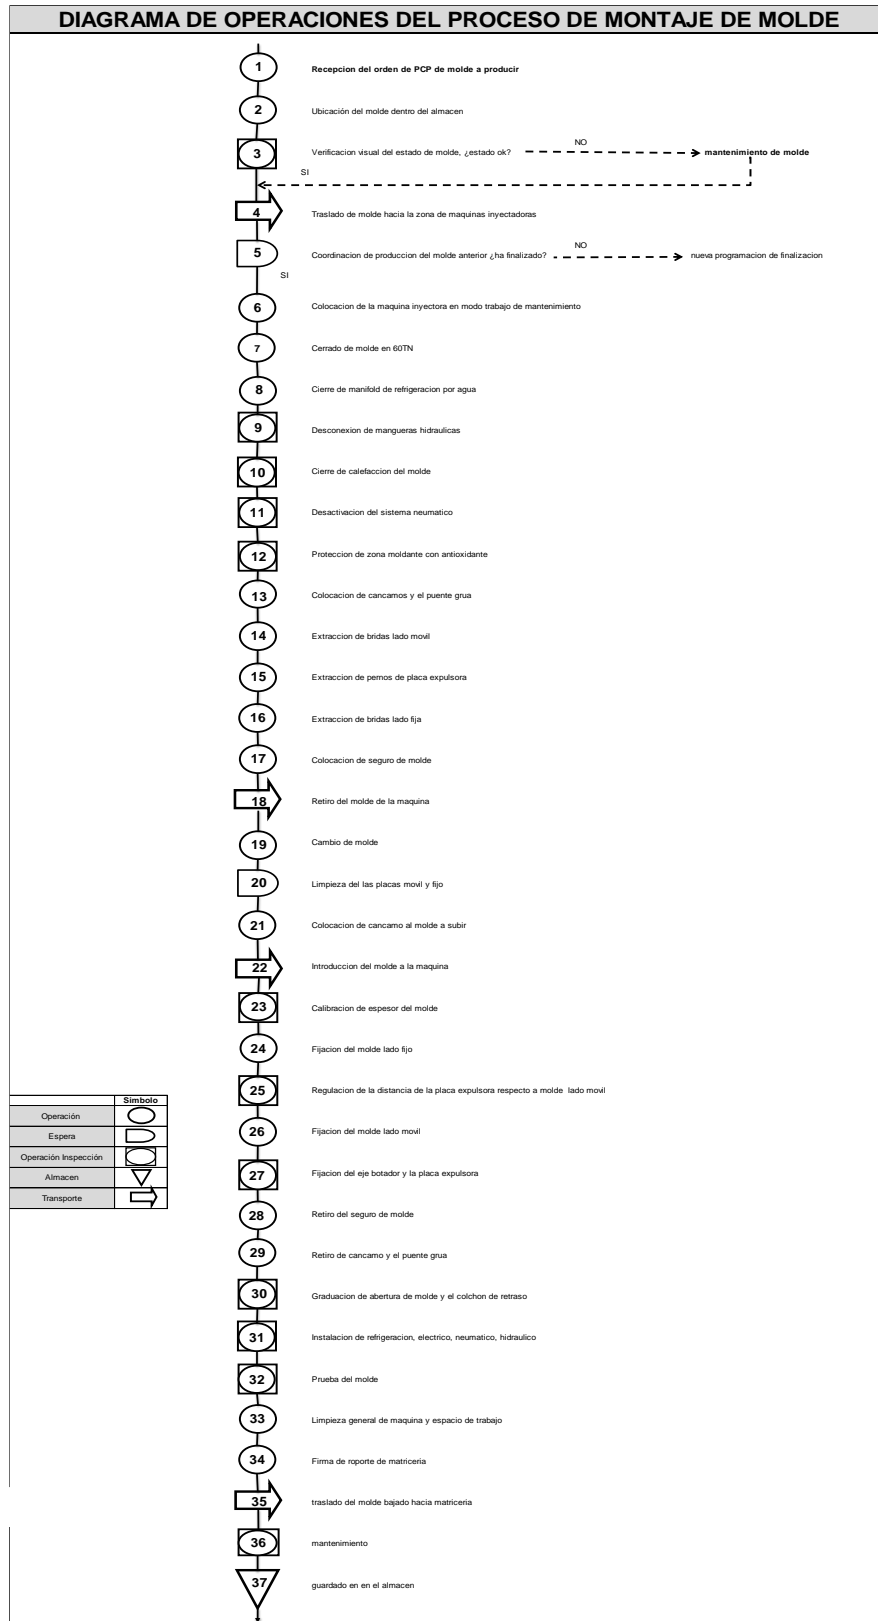 DIAGRAMA DE OPERACIONES DEL PROCESO DE MONTAJE DE MOLDE
1 Recepcion del orden de PCP de molde a producir
2 Ubicación del molde dentro del almacen
3 Verificacion visual del estado de molde, ¿estado ok? NO mantenimiento de molde
SI
4 Traslado de molde hacia la zona de maquinas inyectadoras
5 Coordinacion de produccion del molde anterior ¿ha finalizado? NO nueva programacion de finalizacion
SI
6 Colocacion de la maquina inyectora en modo trabajo de mantenimiento
7 Cerrado de molde en 60TN
8 Cierre de manifold de refrigeracion por agua
9 Desconexion de mangueras hidraulicas
10 Cierre de calefaccion del molde
11 Desactivacion del sistema neumatico
12 Proteccion de zona moldante con antioxidante
13 Colocacion de cancamos y el puente grua
14 Extraccion de bridas lado movil
15 Extraccion de pernos de placa expulsora
16 Extraccion de bridas lado fija
17 Colocacion de seguro de molde
18 Retiro del molde de la maquina
19 Cambio de molde
20 Limpieza del las placas movil y fijo
21 Colocacion de cancamo al molde a subir
22 Introduccion del molde a la maquina
23 Calibracion de espesor del molde
24 Fijacion del molde lado fijo
25 Regulacion de la distancia de la placa expulsora respecto a molde lado movil
26 Fijacion del molde lado movil
27 Fijacion del eje botador y la placa expulsora
28 Retiro del seguro de molde
29 Retiro de cancamo y el puente grua
30 Graduacion de abertura de molde y el colchon de retraso
31 Instalacion de refrigeracion, electrico, neumatico, hidraulico
32 Prueba del molde
33 Limpieza general de maquina y espacio de trabajo
34 Firma de roporte de matriceria
35 traslado del molde bajado hacia matriceria
36 mantenimiento
37 guardado en en el almacen
Simbolo
Operación
Espera
Operación Inspección
Almacen
Transporte